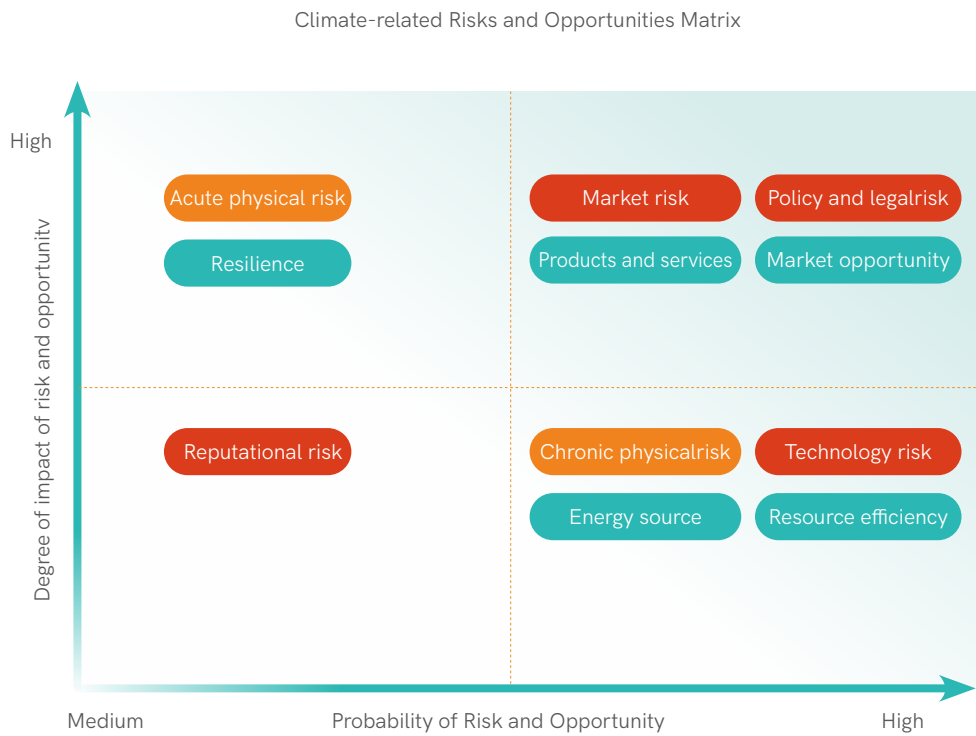 Climate-related Risks and Opportunities Matrix
High
Degree of impact of risk and opportunity
Acute physical risk
Resilience
Market risk
Policy and legalrisk
Products and services
Market opportunity
Reputational risk
Chronic physicalrisk
Technology risk
Energy source
Resource efficiency
Medium
Probability of Risk and Opportunity
High